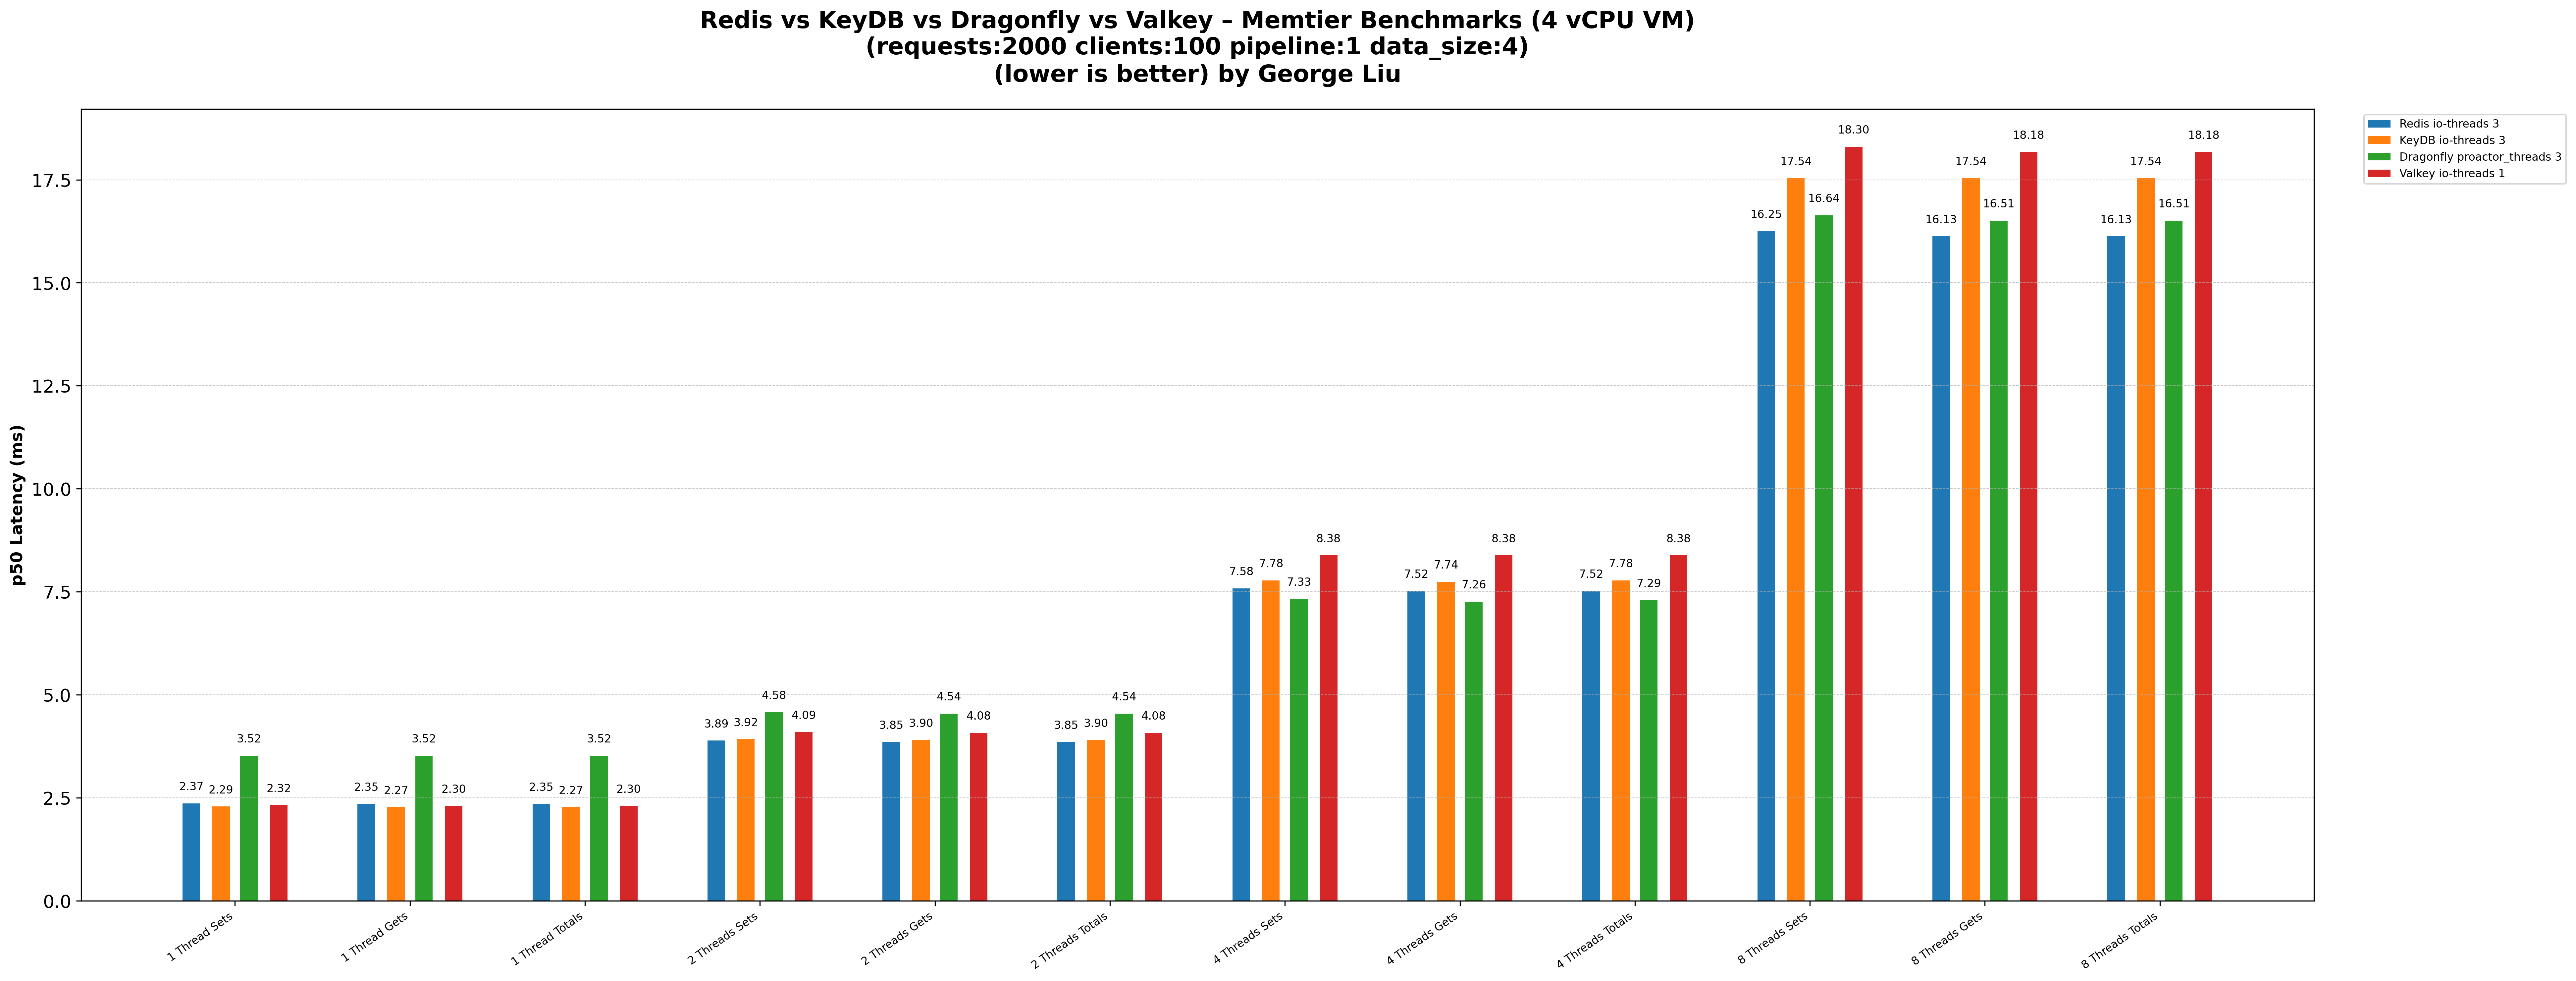 Redis vs KeyDB vs Dragonfly vs Valkey – Memtier Benchmarks (4 vCPU VM)
(requests:2000 clients:100 pipeline:1 data_size:4)
(lower is better) by George Liu
Redis io-threads 3
KeyDB io-threads 3
Dragonfly proactor_threads 3
Valkey io-threads 1
p50 Latency (ms)
17.5
15.0
12.5
10.0
7.5
5.0
2.5
0.0
2.37 2.29 3.52 2.32
2.35 2.27 3.52 2.30
2.35 2.27 3.52 2.30
3.89 3.92 4.58 4.09
3.85 3.90 4.54 4.08
3.85 3.90 4.54 4.08
7.58 7.78 7.33 8.38
7.52 7.74 7.26 8.38
7.52 7.78 7.29 8.38
16.25 17.54 16.64 18.30
16.13 17.54 16.51 18.18
16.13 17.54 16.51 18.18
1 Thread Sets
1 Thread Gets
1 Thread Totals
2 Threads Sets
2 Threads Gets
2 Threads Totals
4 Threads Sets
4 Threads Gets
4 Threads Totals
8 Threads Sets
8 Threads Gets
8 Threads Totals